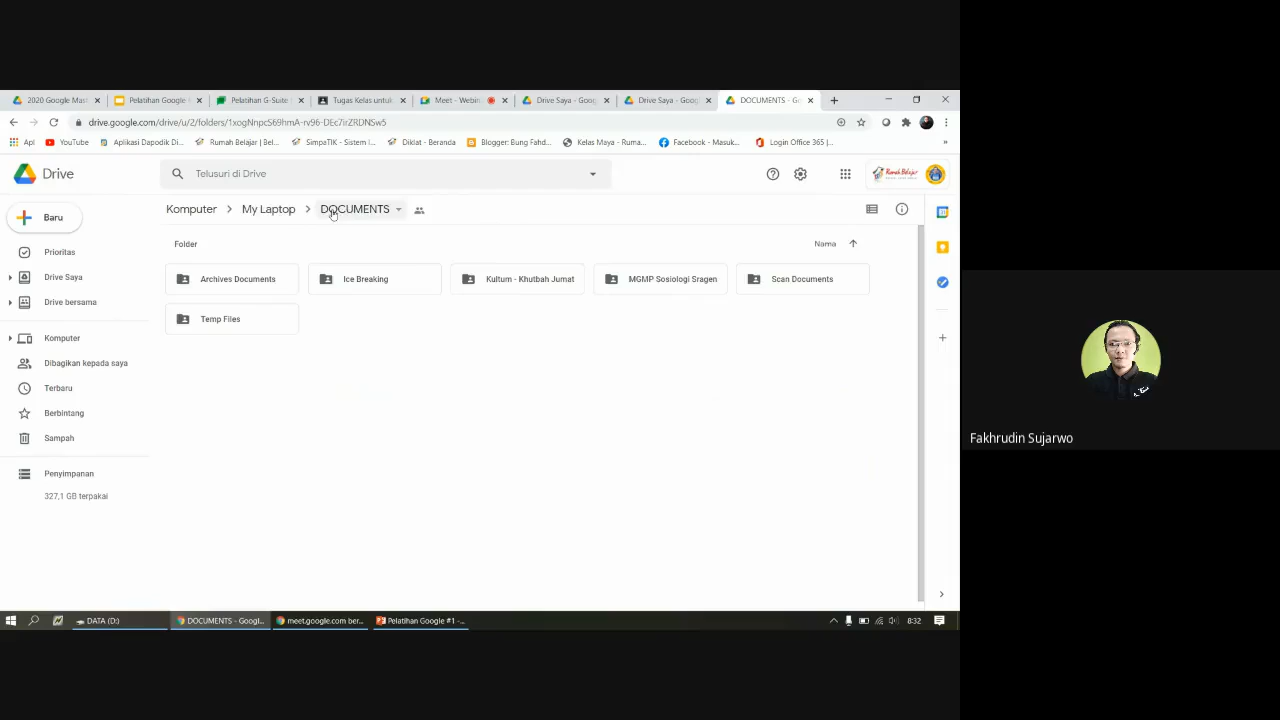 2020 Google Mast
Pelatihan Google
Pelatihan G-Suite
Tugas Kelas untuk
Meet - Webin
Drive Saya - Goog
Drive Saya - Goog
DOCUMENTS - Go
drive.google.com/drive/u/2/folders/1xogNnpcS69hmA-rv96-DEc7irZRDNSw5
Apl
YouTube
Aplikasi Dapodik Di...
Rumah Belajar | Bel...
SimpaTIK - Sistem I...
Diklat - Beranda
Blogger: Bung Fahd...
Kelas Maya - Ruma...
Facebook - Masuk...
Login Office 365 |...
Drive
Telusuri di Drive
Rumah Belajar
Baru
Komputer
My Laptop
DOCUMENTS
Prioritas
Drive Saya
Drive bersama
Komputer
Dibagikan kepada saya
Terbaru
Berbintang
Sampah
Penyimpanan
327,1 GB terpakai
Folder
Nama
Archives Documents
Ice Breaking
Kultum - Khutbah Jumat
MGMP Sosiologi Sragen
Scan Documents
Temp Files
Fakhrudin Sujarwo
DATA (D:)
DOCUMENTS - Googl...
meet.google.com ber...
Pelatihan Google #1 -...
8:32